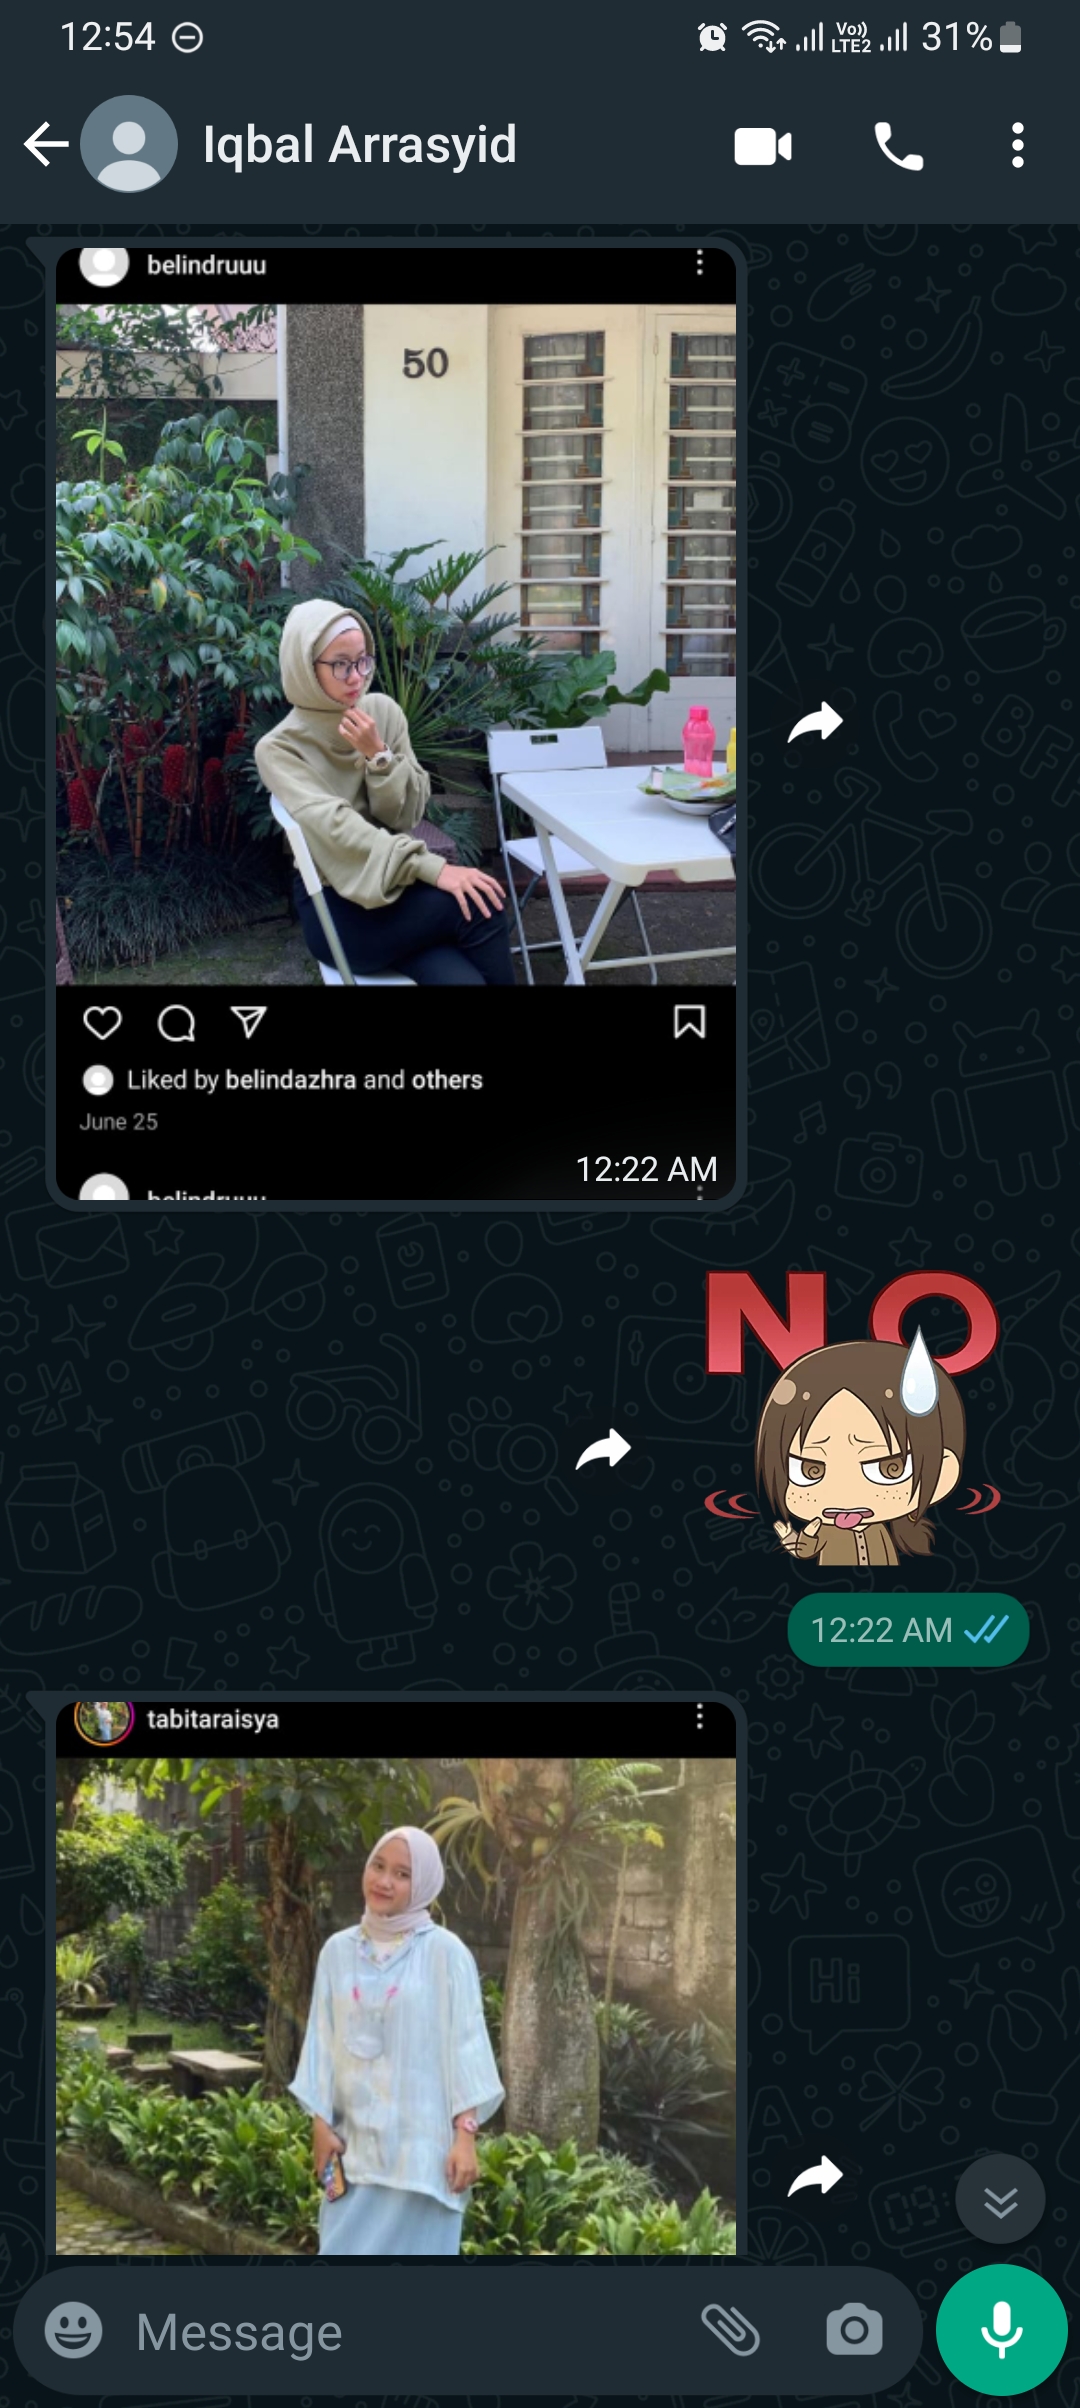 12:54
Vo))
LTE2
31%
Iqbal Arrasyid
belindruuu
50
Liked by belindazhra and others
June 25
12:22 AM
belindruuu
NO
12:22 AM
tabitaraisya
Message